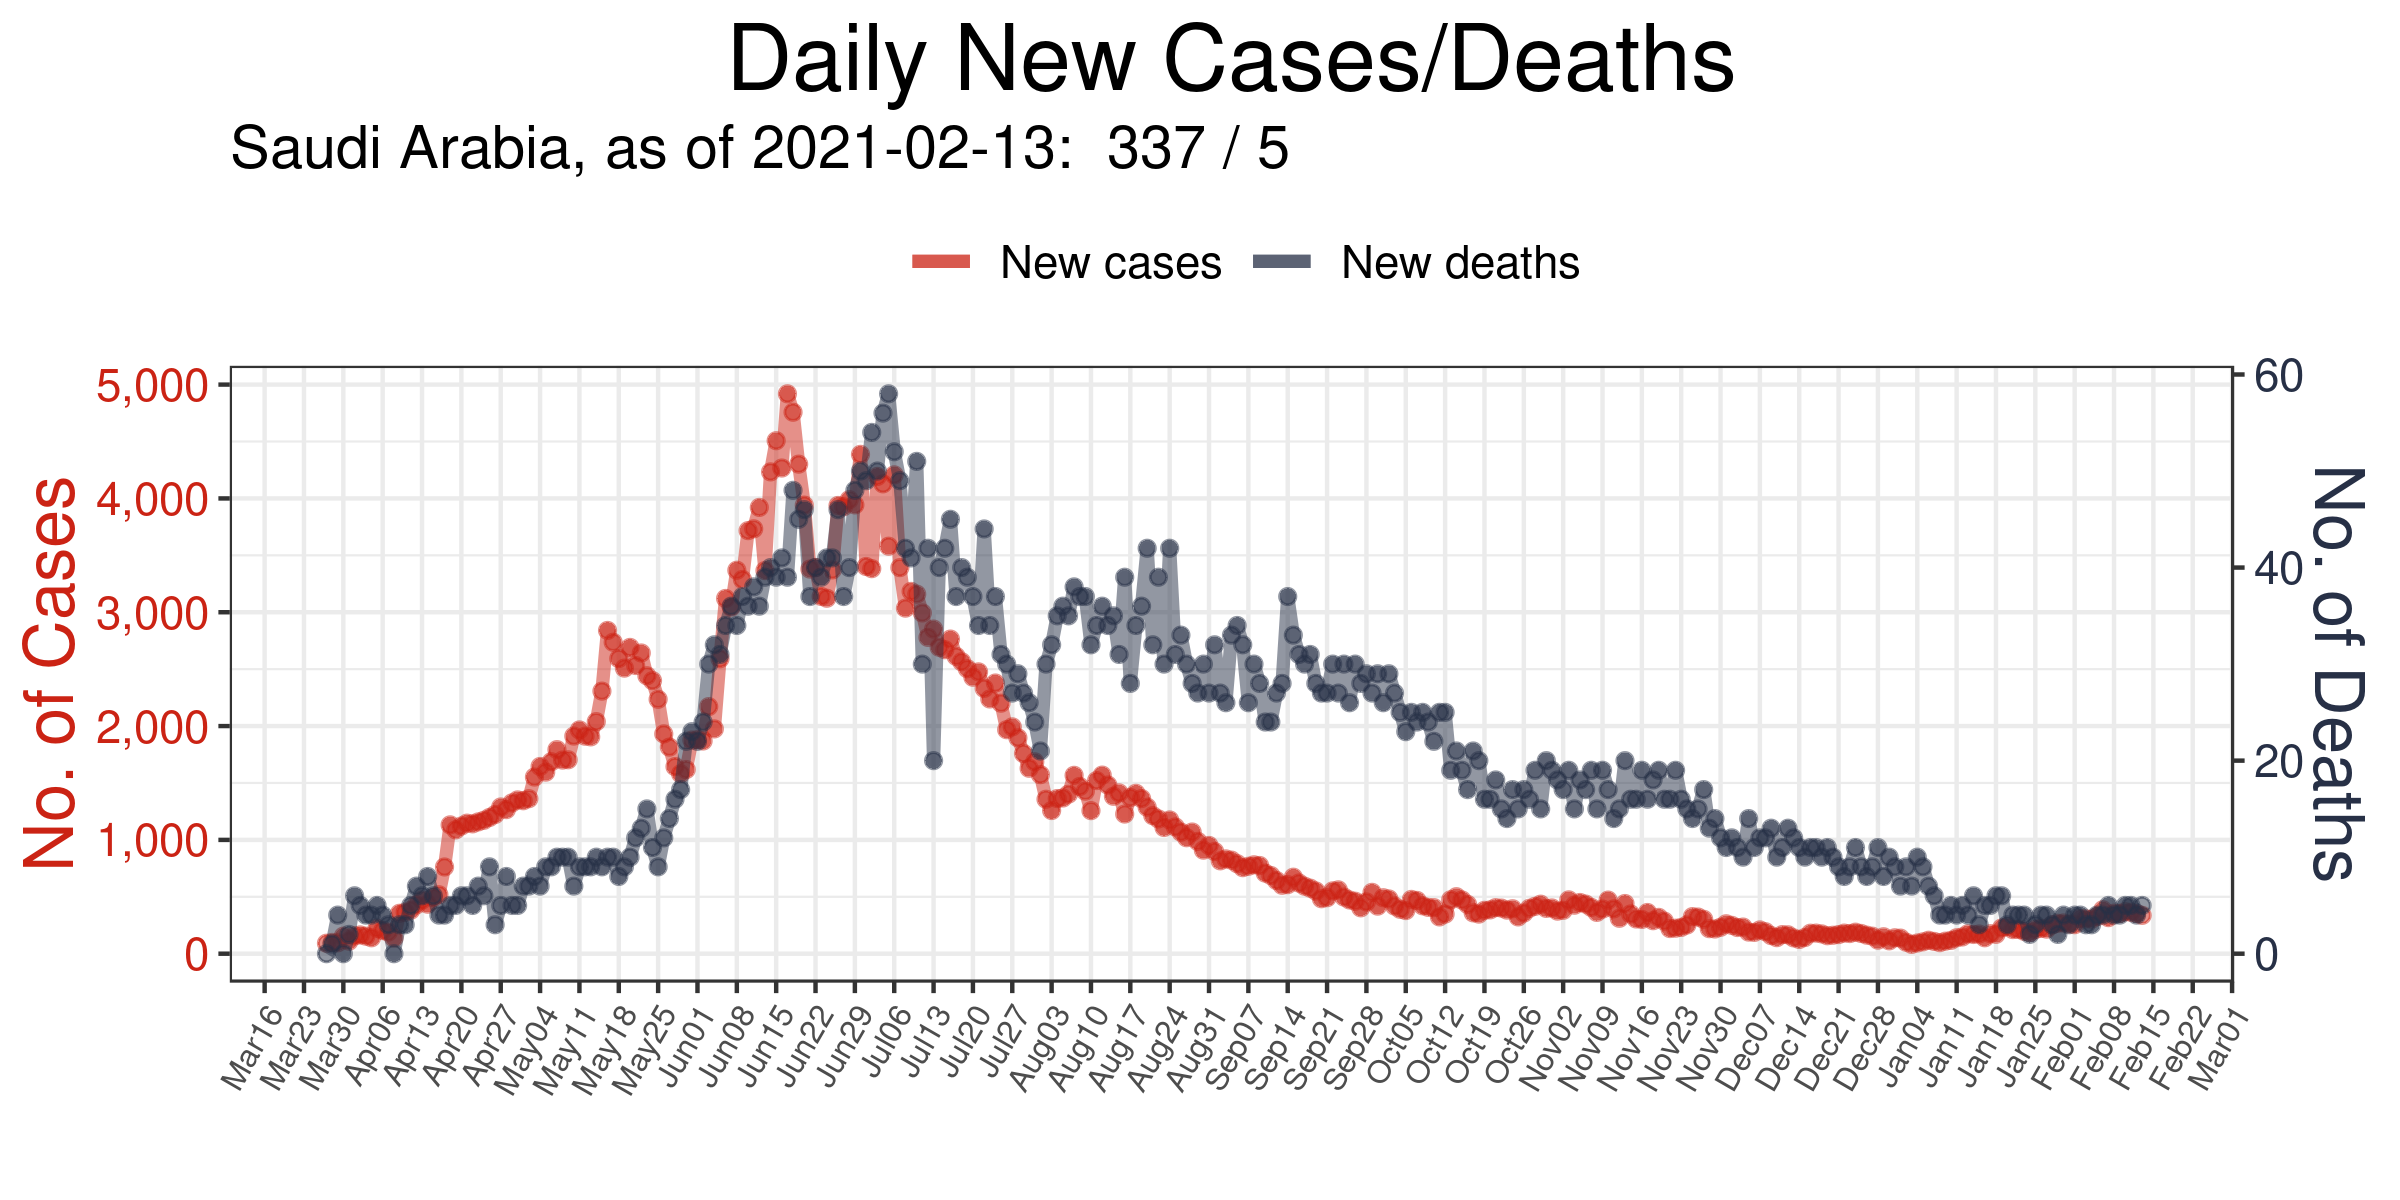 Daily New Cases/Deaths
Saudi Arabia, as of 2021-02-13:  337 / 5
New cases New deaths
No. of Cases
5,000
4,000
3,000
2,000
1,000
0
60
40
20
0
No. of Deaths
Mar16 Mar23 Mar30 Apr06 Apr13 Apr20 Apr27 May04 May11 May18 May25 Jun01 Jun08 Jun15 Jun22 Jun29 Jul06 Jul13 Jul20 Jul27 Aug03 Aug10 Aug17 Aug24 Aug31 Sep07 Sep14 Sep21 Sep28 Oct05 Oct12 Oct19 Oct26 Nov02 Nov09 Nov16 Nov23 Nov30 Dec07 Dec14 Dec21 Dec28 Dec04 Jan11 Jan18 Jan25 Feb01 Feb08 Feb15 Feb22 Mar01